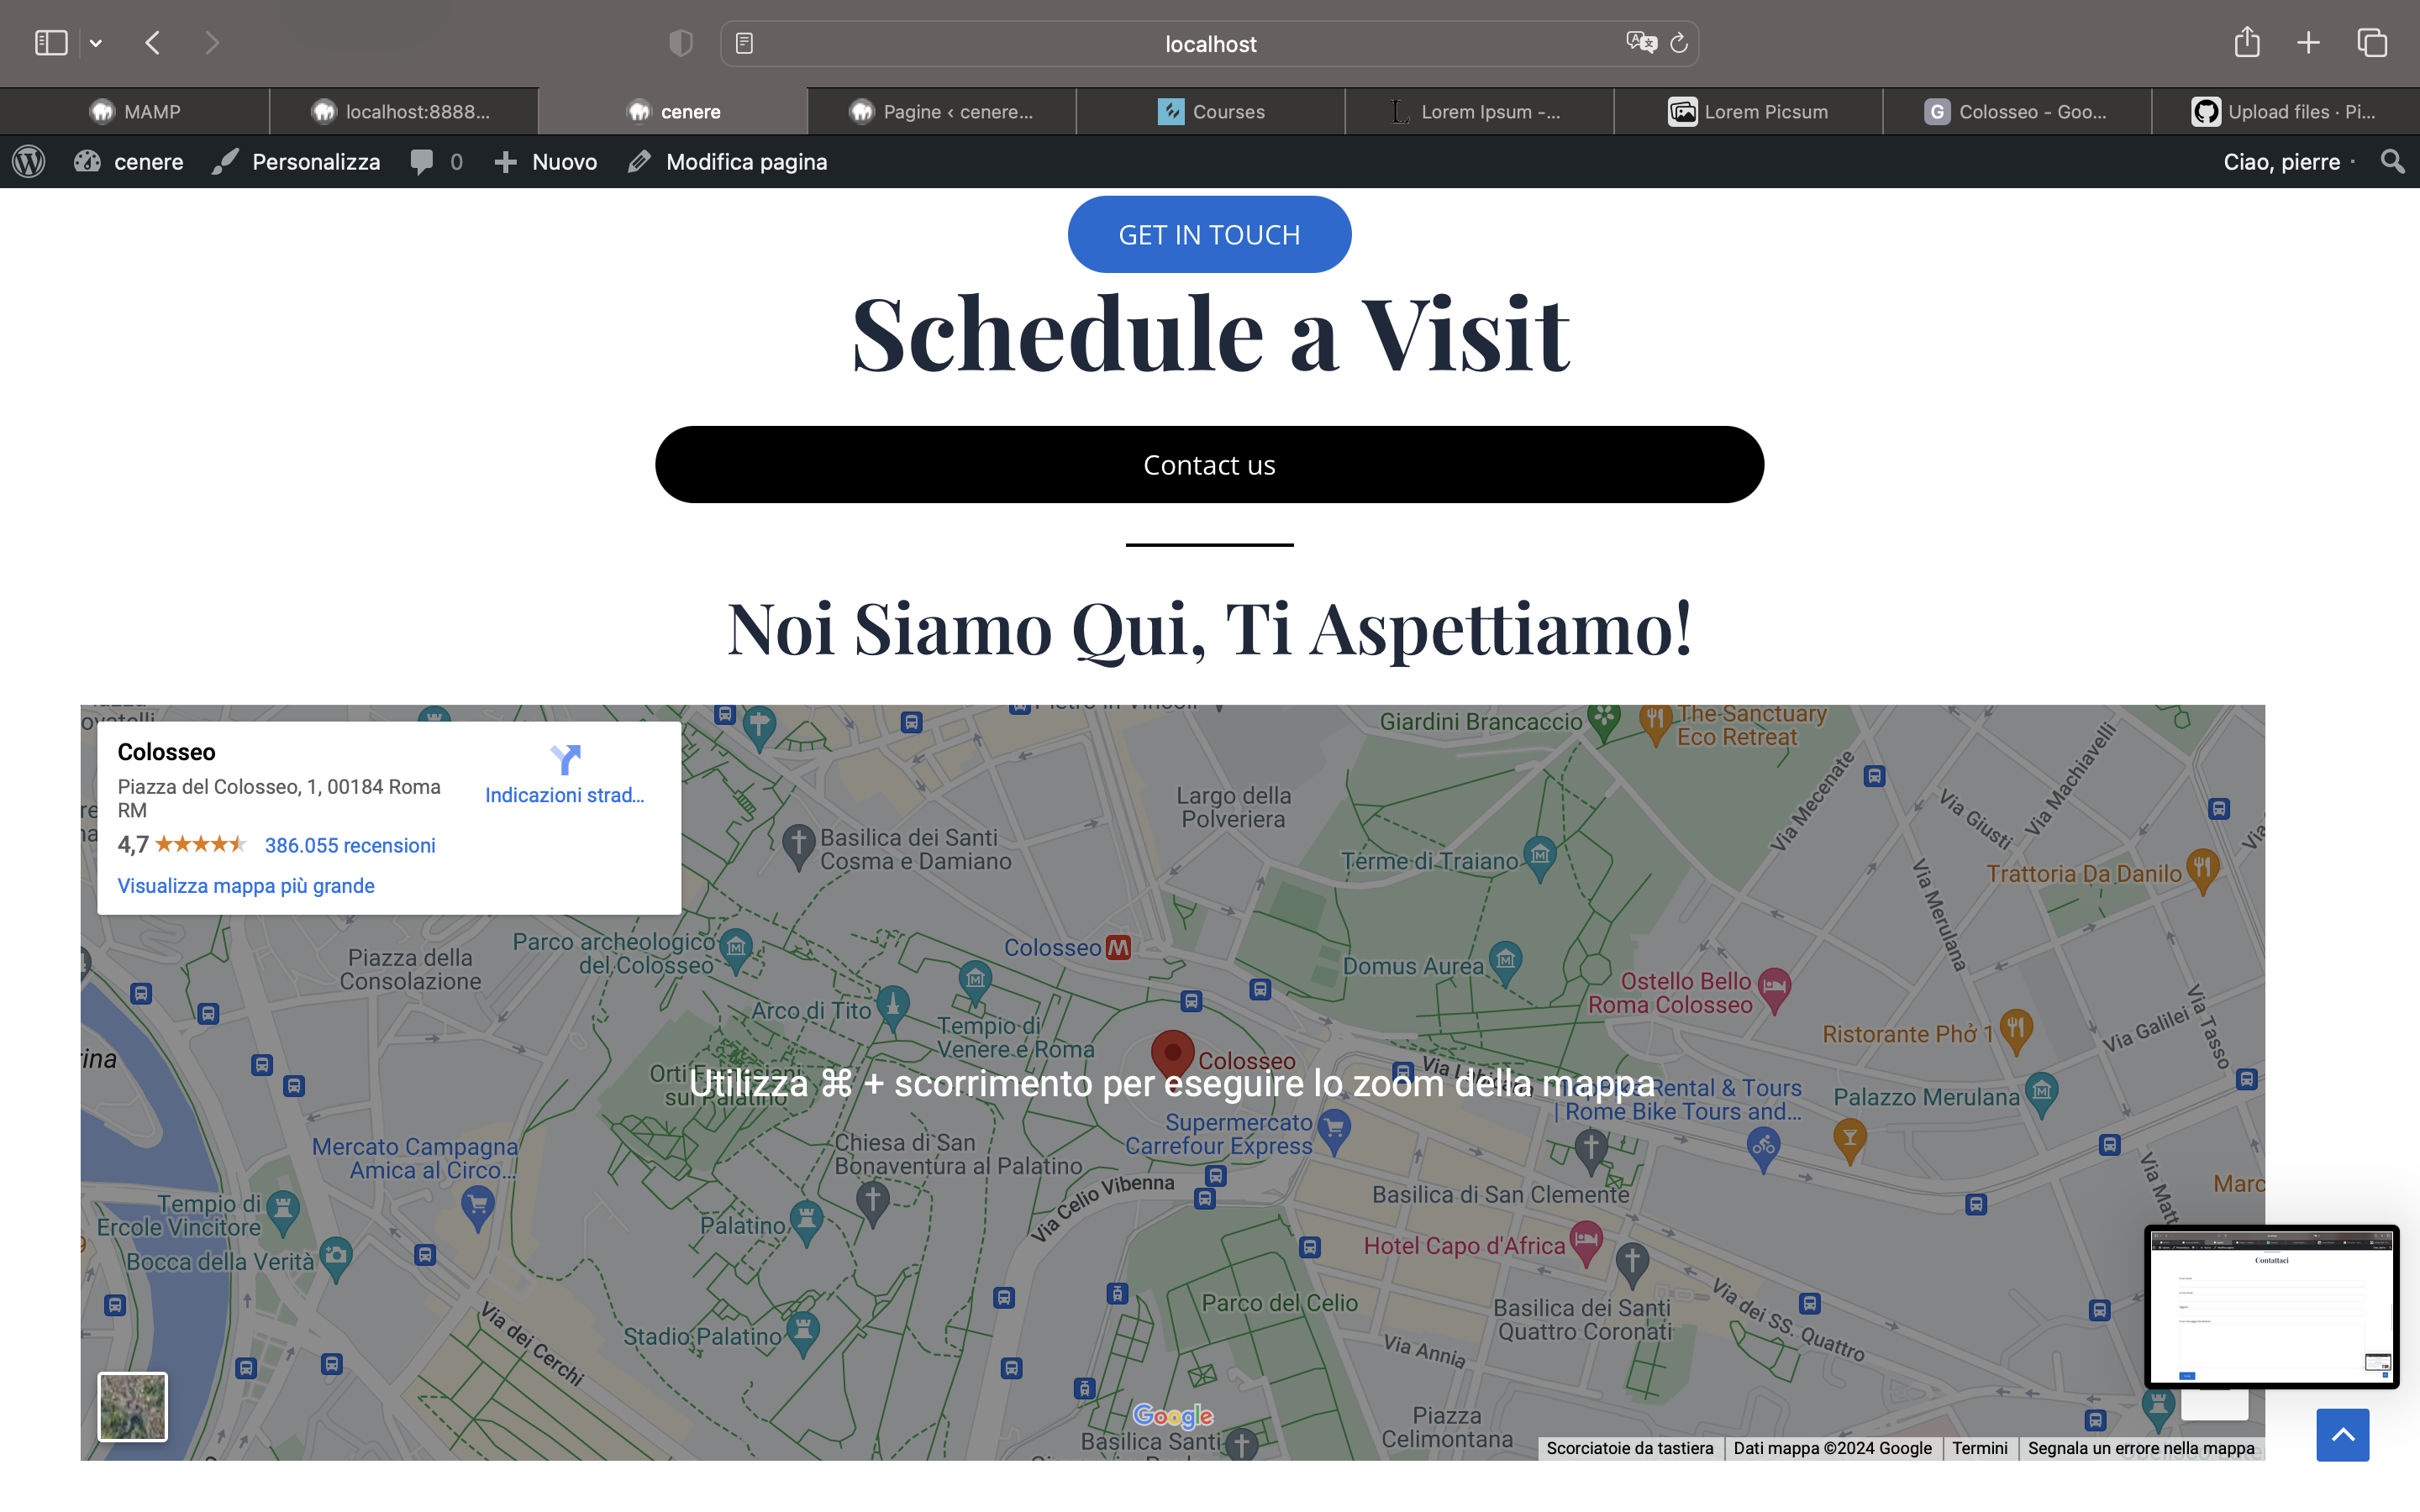 localhost
MAMP
localhost:8888...
cenere
Pagine ‹ cenere...
Courses
Lorem Ipsum -...
Lorem Picsum
Colosseo - Goo...
Upload files · Pi...
cenere
Personalizza
0
Nuovo
Modifica pagina
Ciao, pierre
GET IN TOUCH
Schedule a Visit
Contact us
Noi Siamo Qui, Ti Aspettiamo!
Colosseo
Piazza del Colosseo, 1, 00184 Roma
RM
Indicazioni strad...
4,7
386.055 recensioni
Visualizza mappa più grande
Giardini Brancaccio
The Sanctuary
Eco Retreat
Largo della
Polveriera
Via Mecenate
Via Giusti
Via Machiavelli
Basilica dei Santi
Cosma e Damiano
Terme di Traiano
Via Merulana
Trattoria Da Danilo
Piazza della
Consolazione
Parco archeologico
del Colosseo
Colosseo
Domus Aurea
Ostello Bello
Roma Colosseo
Arco di Tito
Tempio di
Venere e Roma
Colosseo
Ristorante Phở 1
Via Galilei
Via Tasso
Utilizza ⌘ + scorrimento per eseguire lo zoom della mappa
Rental & Tours
| Rome Bike Tours and...
Palazzo Merulana
Supermercato
Carrefour Express
Mercato Campagna
Amica al Circo...
Chiesa di San
Bonaventura al Palatino
Via Celio Vibenna
Basilica di San Clemente
Tempio di
Ercole Vincitore
Palatino
Bocca della Verità
Hotel Capo d'Africa
Parco del Celio
Basilica dei Santi
Quattro Coronati
Via dei SS. Quattro
Via dei Cerchi
Stadio Palatino
Via Annia
Google
Basilica Santi
Piazza
Celimontana
Contattaci
Scorciatoie da tastiera
Dati mappa ©2024 Google
Termini
Segnala un errore nella mappa